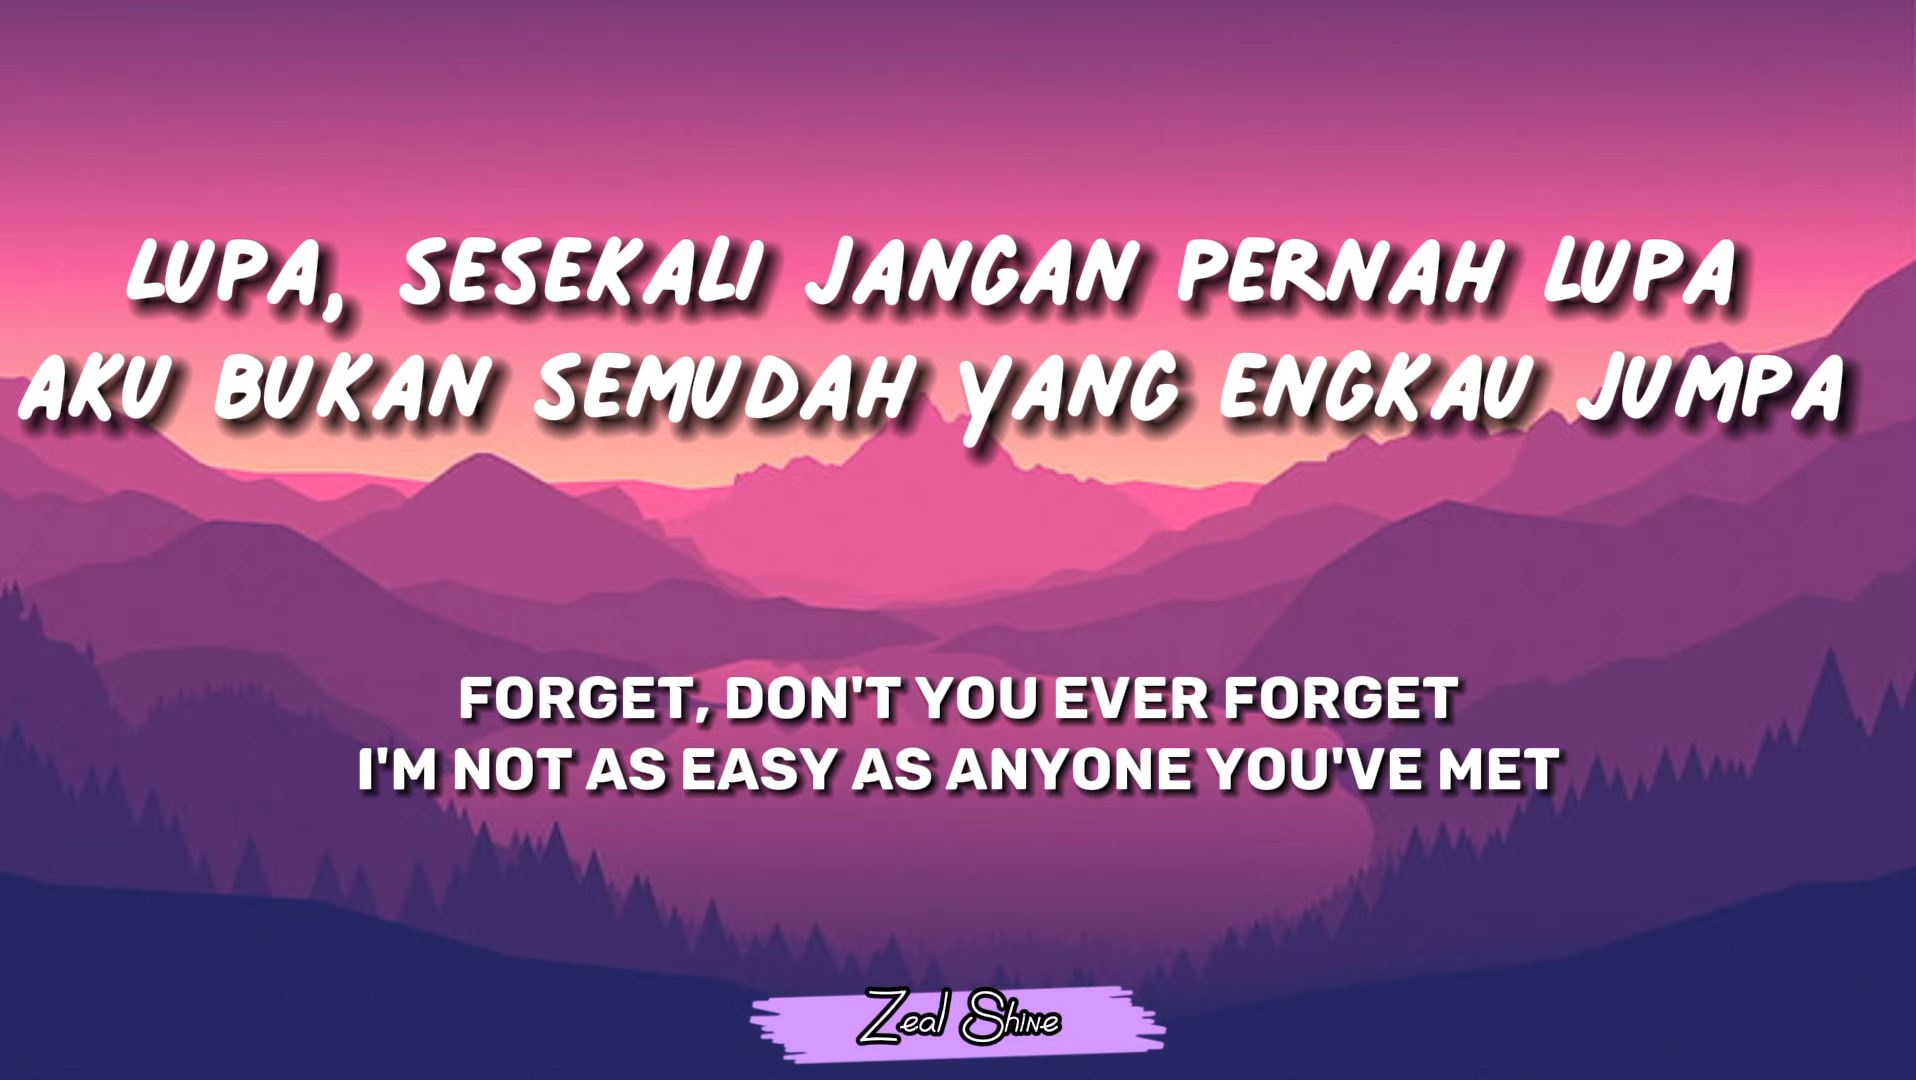 LUPA, SESEKALI JANGAN PERNAH LUPA
AKU BUKAN SEMUDAH YANG ENGKAU JUMPA
FORGET, DON'T YOU EVER FORGET
I'M NOT AS EASY AS ANYONE YOU'VE MET
Zeal Shine